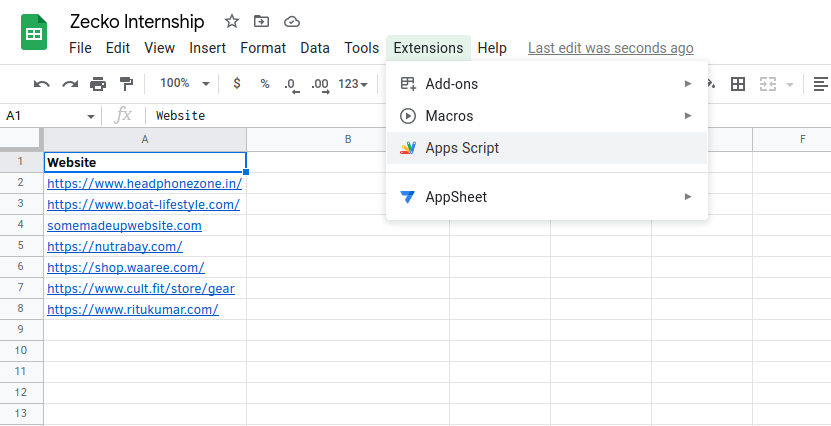 Zecko Internship
File Edit View Insert Format Data Tools Extensions Help Last edit was seconds ago
100% $ % .0 .00 123
Add-ons
A1 fx Website
Macros
A B F
Apps Script
1 Website
2 https://www.headphonezone.in/
AppSheet
3 https://www.boat-lifestyle.com/
4 somemadeupwebsite.com
5 https://nutrabay.com/
6 https://shop.waaree.com/
7 https://www.cult.fit/store/gear
8 https://www.ritukumar.com/
9
10
11
12
13